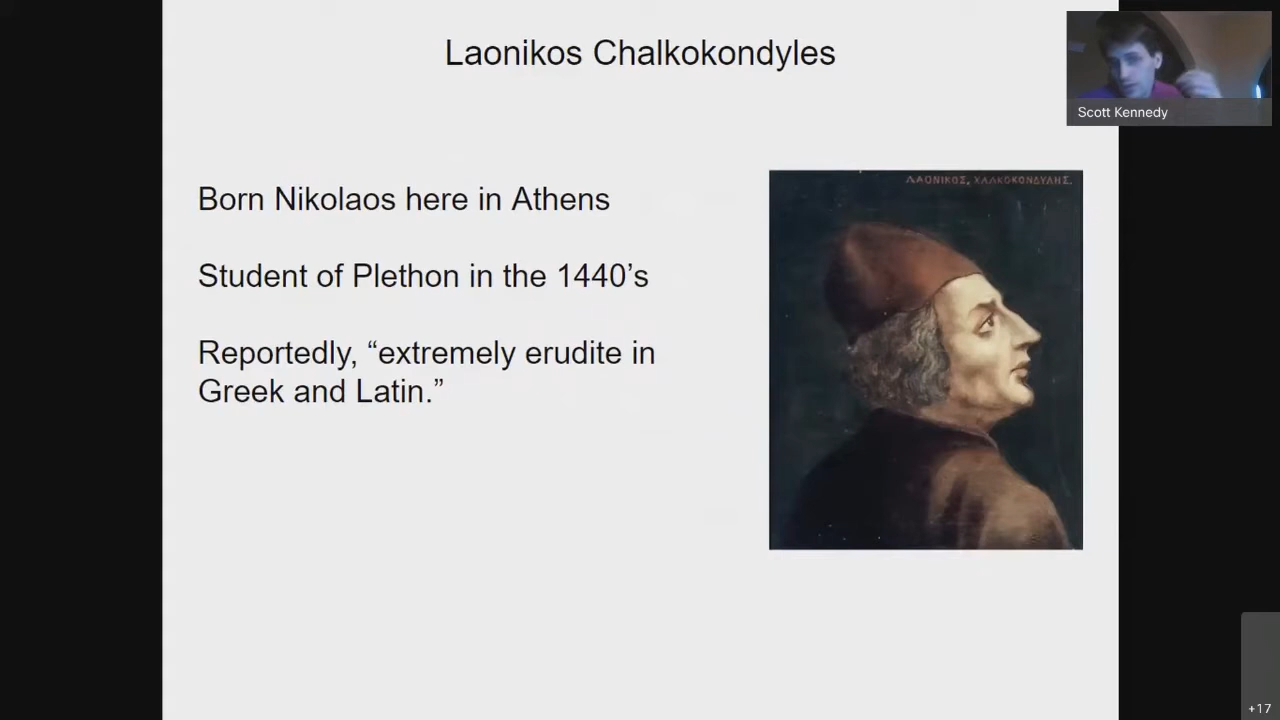 Laonikos Chalkokondyles
Scott Kennedy
ΛΑΟΝΙΚΟΣ, ΧΑΛΚΟΚΟΝΔΥΛΗΣ.
Born Nikolaos here in Athens
Student of Plethon in the 1440’s
Reportedly, “extremely erudite in
Greek and Latin.”
+17